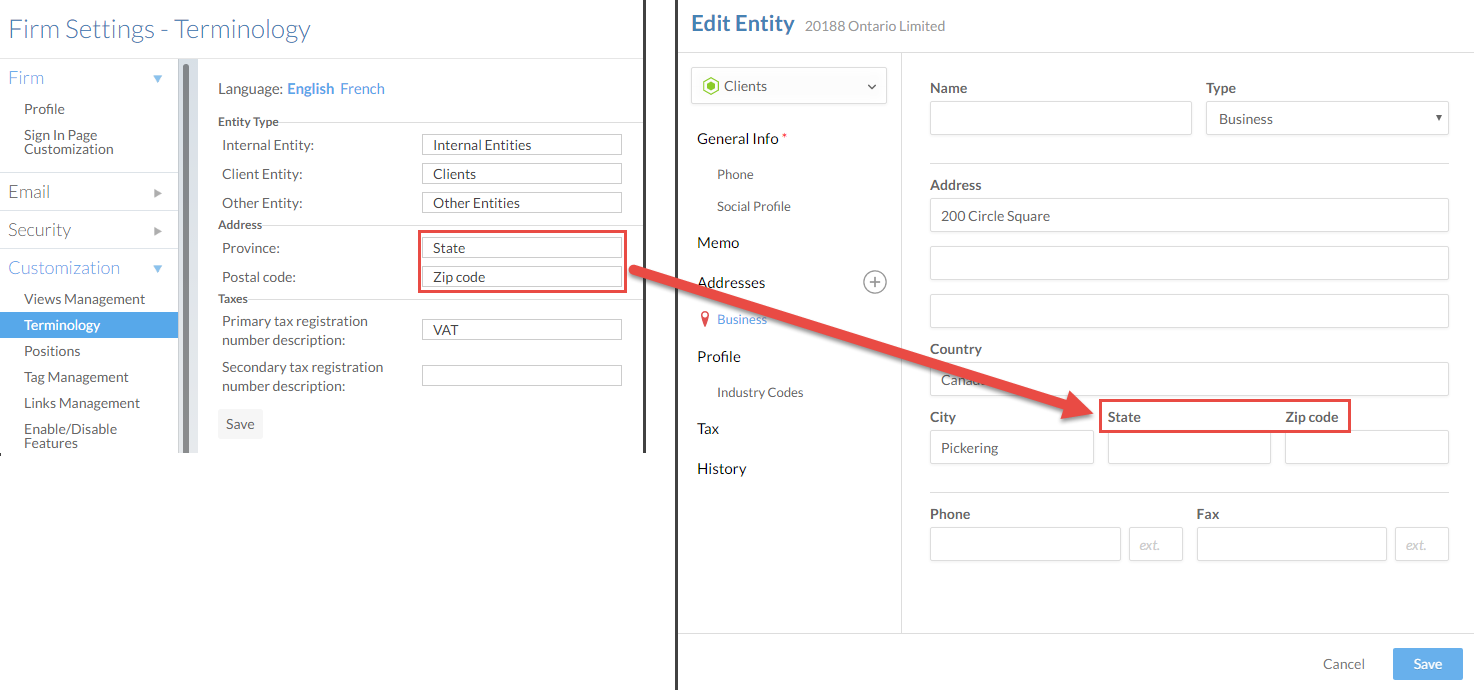 Firm Settings - Terminology
Firm
Profile
Sign In Page
Customization
Email
Security
Customization
Views Management
Terminology
Positions
Tag Management
Links Management
Enable/Disable
Features
Language: English French
Entity Type
Internal Entity: Internal Entities
Client Entity: Clients
Other Entity: Other Entities
Address
Province: State
Postal code: Zip code
Taxes
Primary tax registration
number description: VAT
Secondary tax registration
number description:
Save
Edit Entity 20188 Ontario Limited
Clients
General Info *
Phone
Social Profile
Memo
Addresses
Business
Profile
Industry Codes
Tax
History
Name Type
Business
Address
200 Circle Square
Country
Canada
City State Zip code
Pickering
Phone Fax
ext. ext.
Cancel Save